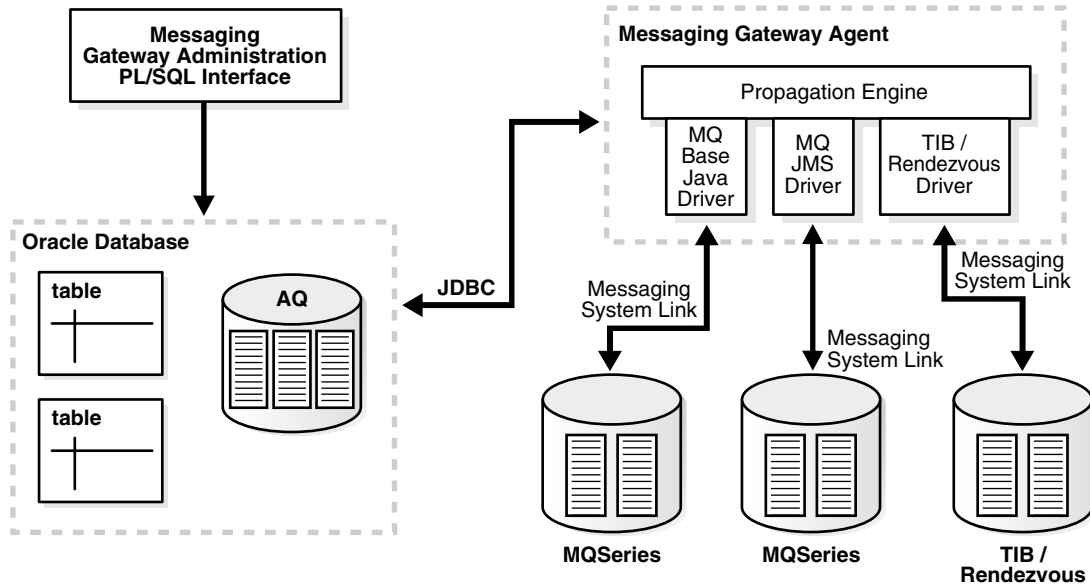 Messaging
Gateway Administration
PL/SQL Interface
Messaging Gateway Agent
Propagation Engine
MQ
Base
Java
Driver
MQ
JMS
Driver
TIB /
Rendezvous
Driver
Oracle Database
table
table
AQ
JDBC
Messaging
System Link
Messaging
System Link
Messaging
System Link
MQSeries
MQSeries
TIB /
Rendezvous